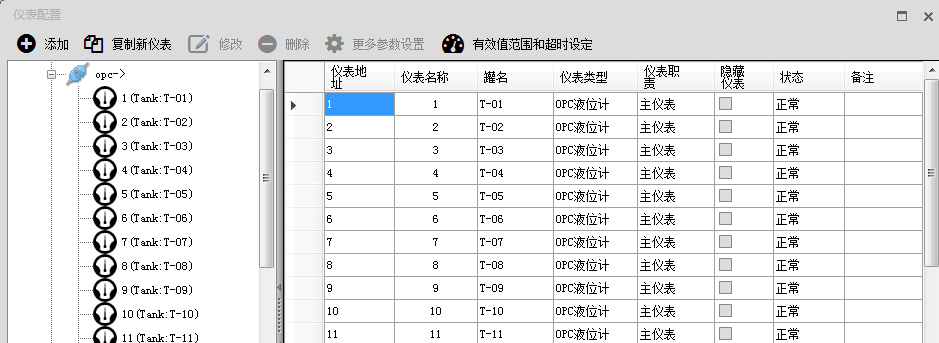 仪表配置
添加 复制新仪表 修改 删除 更多参数设置 有效值范围和超时设定
opc->
1(Tank:T-01)
2(Tank:T-02)
3(Tank:T-03)
4(Tank:T-04)
5(Tank:T-05)
6(Tank:T-06)
7(Tank:T-07)
8(Tank:T-08)
9(Tank:T-09)
10(Tank:T-10)
11(Tank:T-11)
仪表地址 仪表名称 罐名 仪表类型 仪表职责 隐藏仪表 状态 备注
1 1 T-01 OPC液位计 主仪表 正常
2 2 T-02 OPC液位计 主仪表 正常
3 3 T-03 OPC液位计 主仪表 正常
4 4 T-04 OPC液位计 主仪表 正常
5 5 T-05 OPC液位计 主仪表 正常
6 6 T-06 OPC液位计 主仪表 正常
7 7 T-07 OPC液位计 主仪表 正常
8 8 T-08 OPC液位计 主仪表 正常
9 9 T-09 OPC液位计 主仪表 正常
10 10 T-10 OPC液位计 主仪表 正常
11 11 T-11 OPC液位计 主仪表 正常